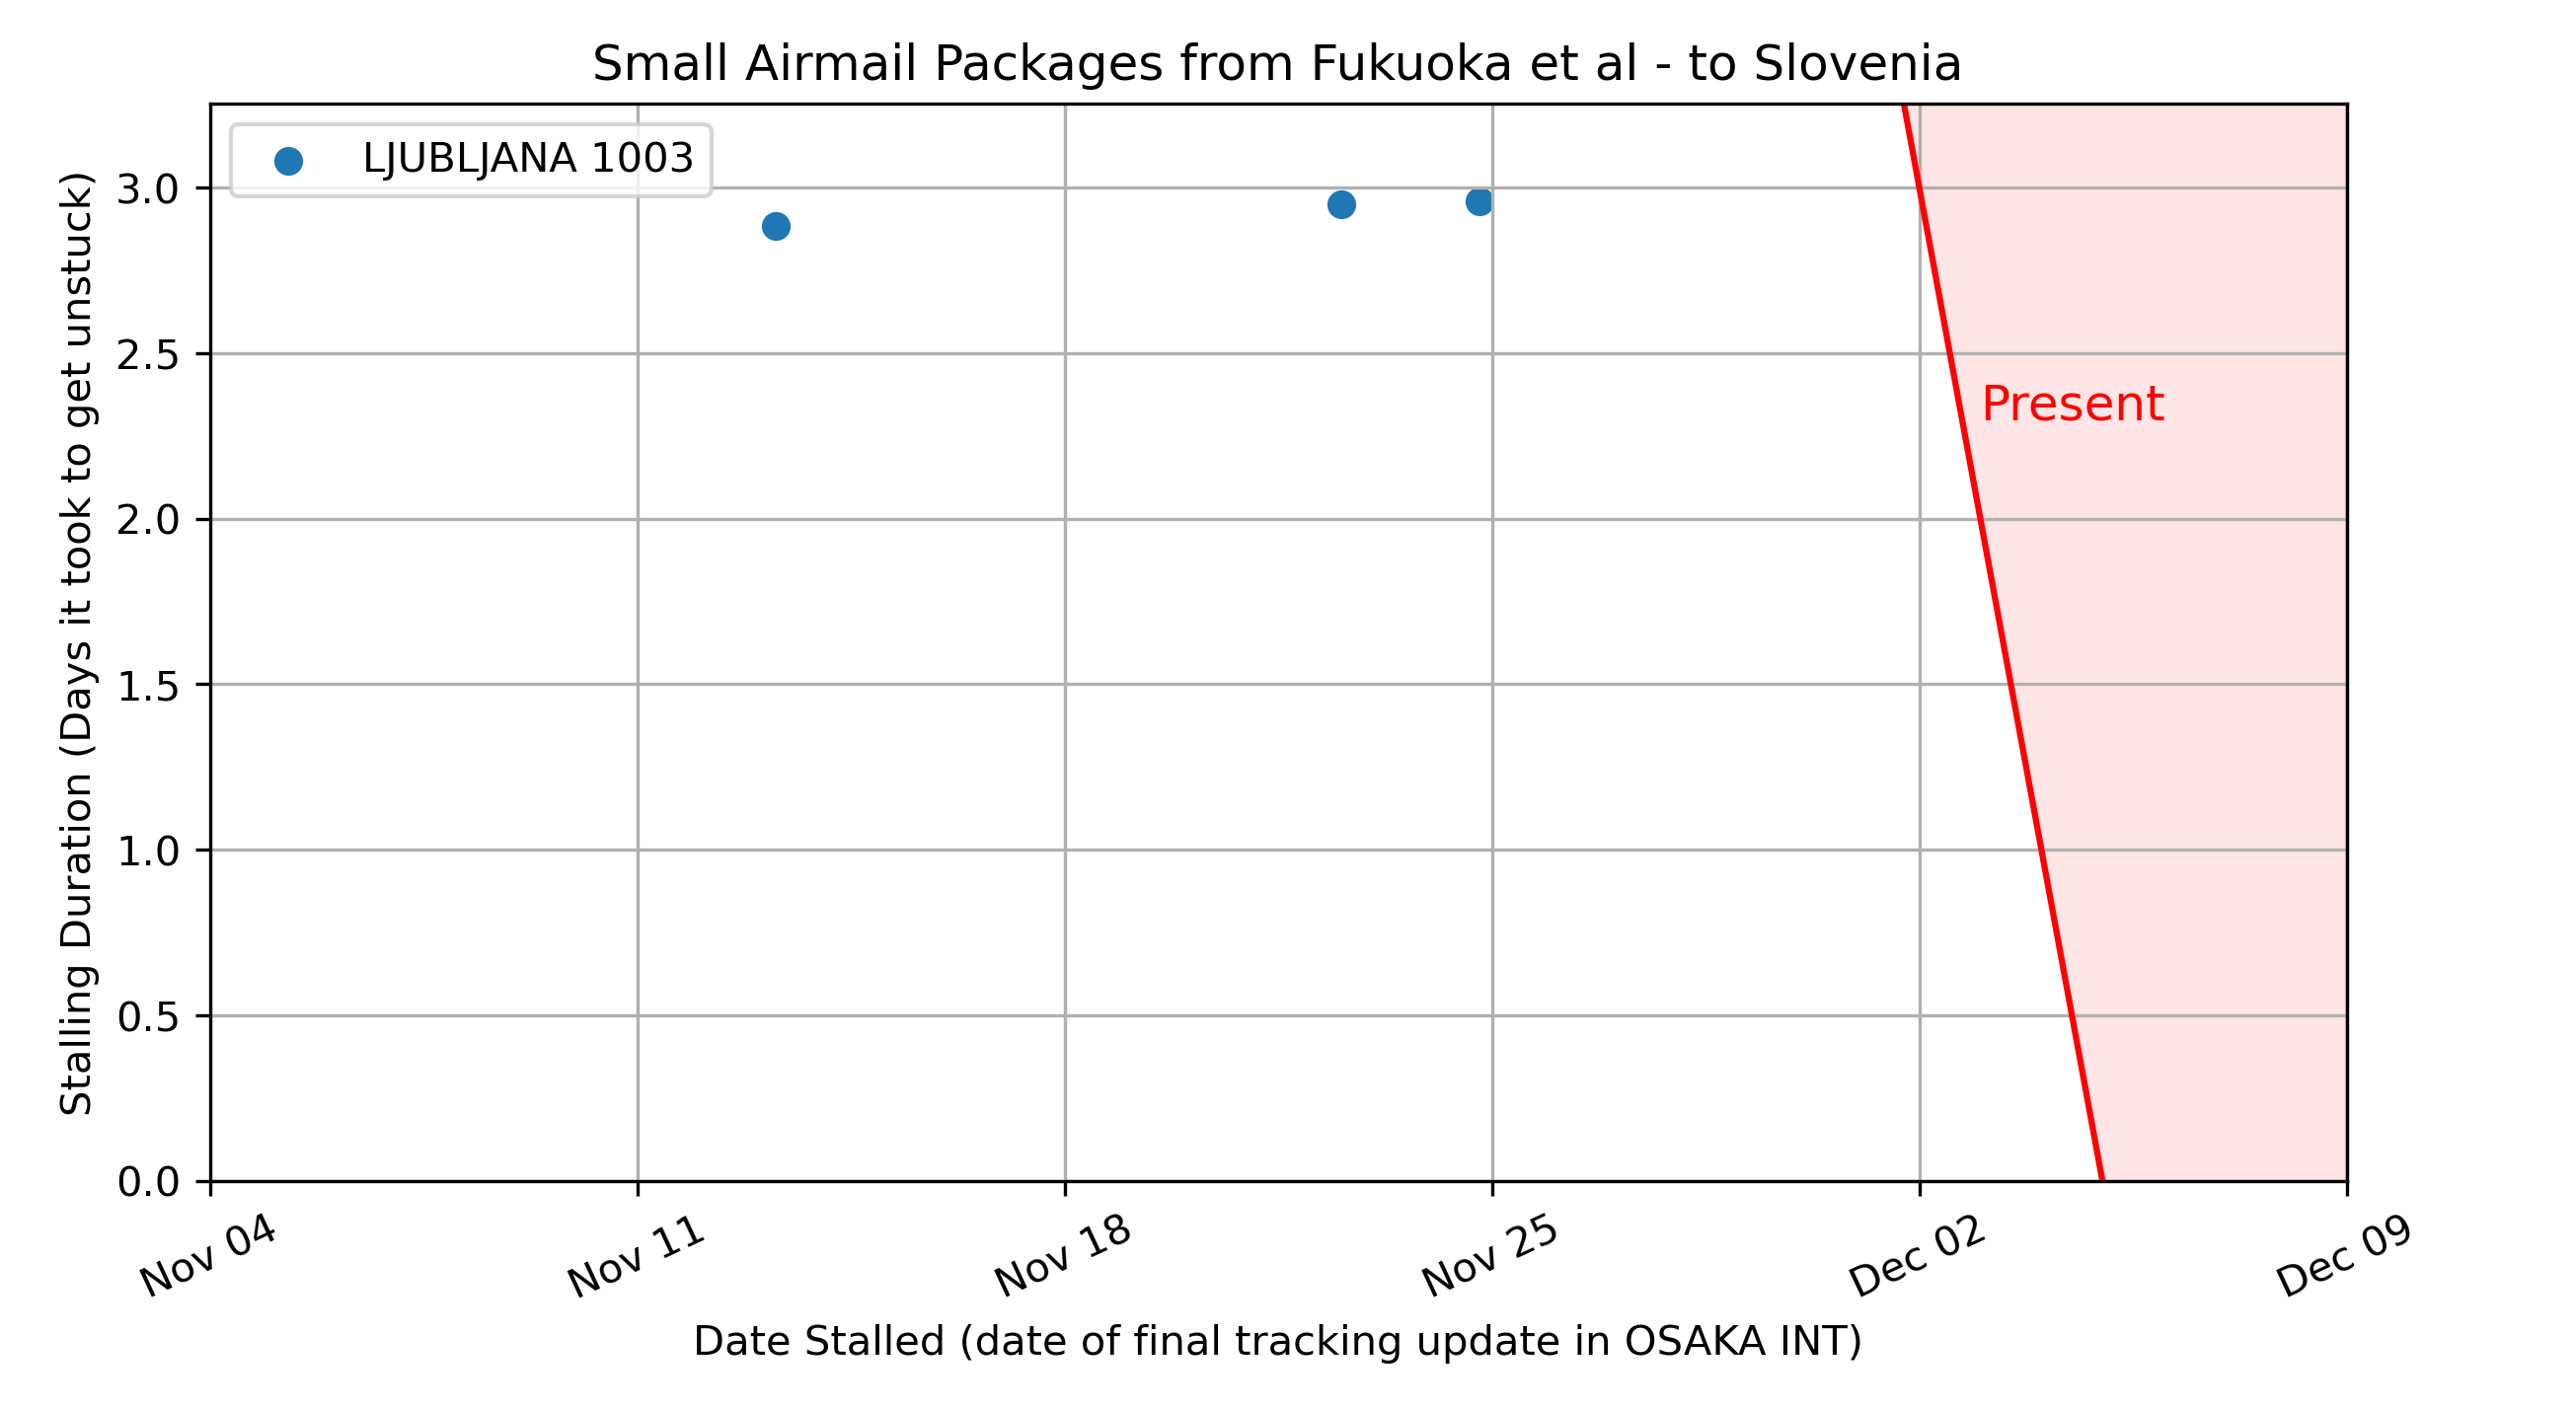 Small Airmail Packages from Fukuoka et al - to Slovenia
LJUBLJANA 1003
Present
Stalling Duration (Days it took to get unstuck)
3.0
2.5
2.0
1.5
1.0
0.5
0.0
Nov 04
Nov 11
Nov 18
Nov 25
Dec 02
Dec 09
Date Stalled (date of final tracking update in OSAKA INT)